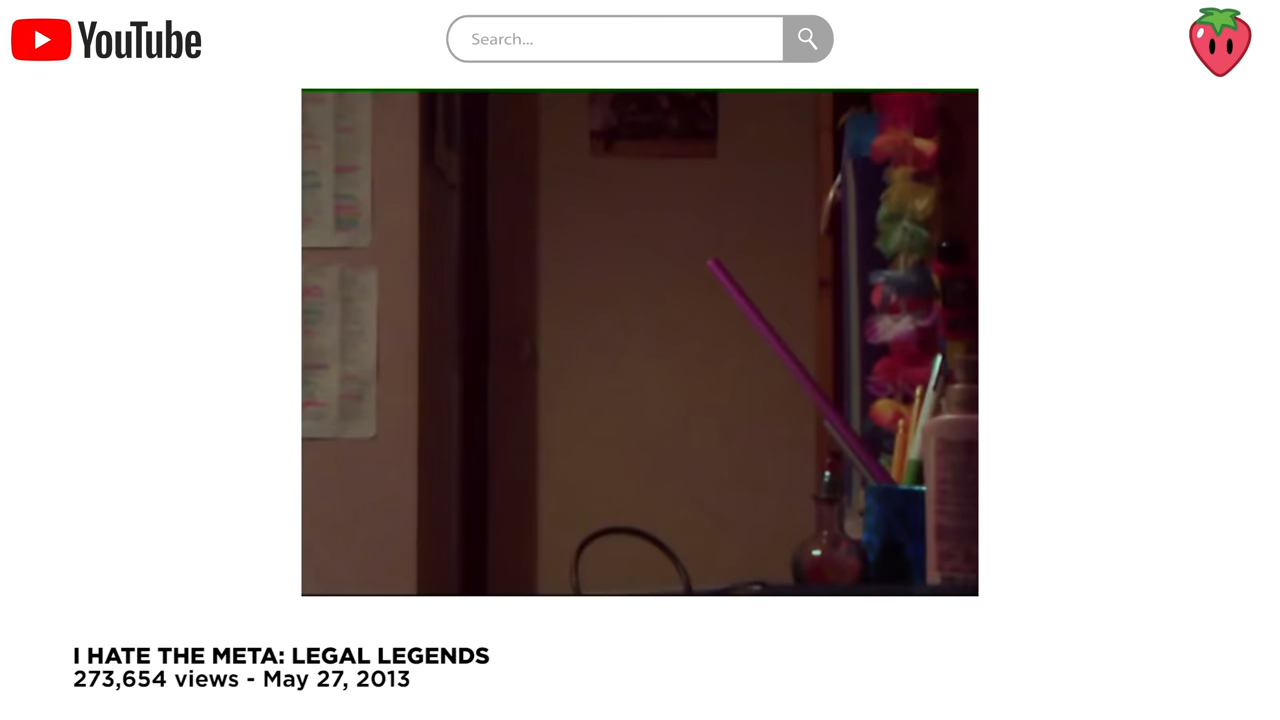 YouTube
Search...
I HATE THE META: LEGAL LEGENDS
273,654 views - May 27, 2013